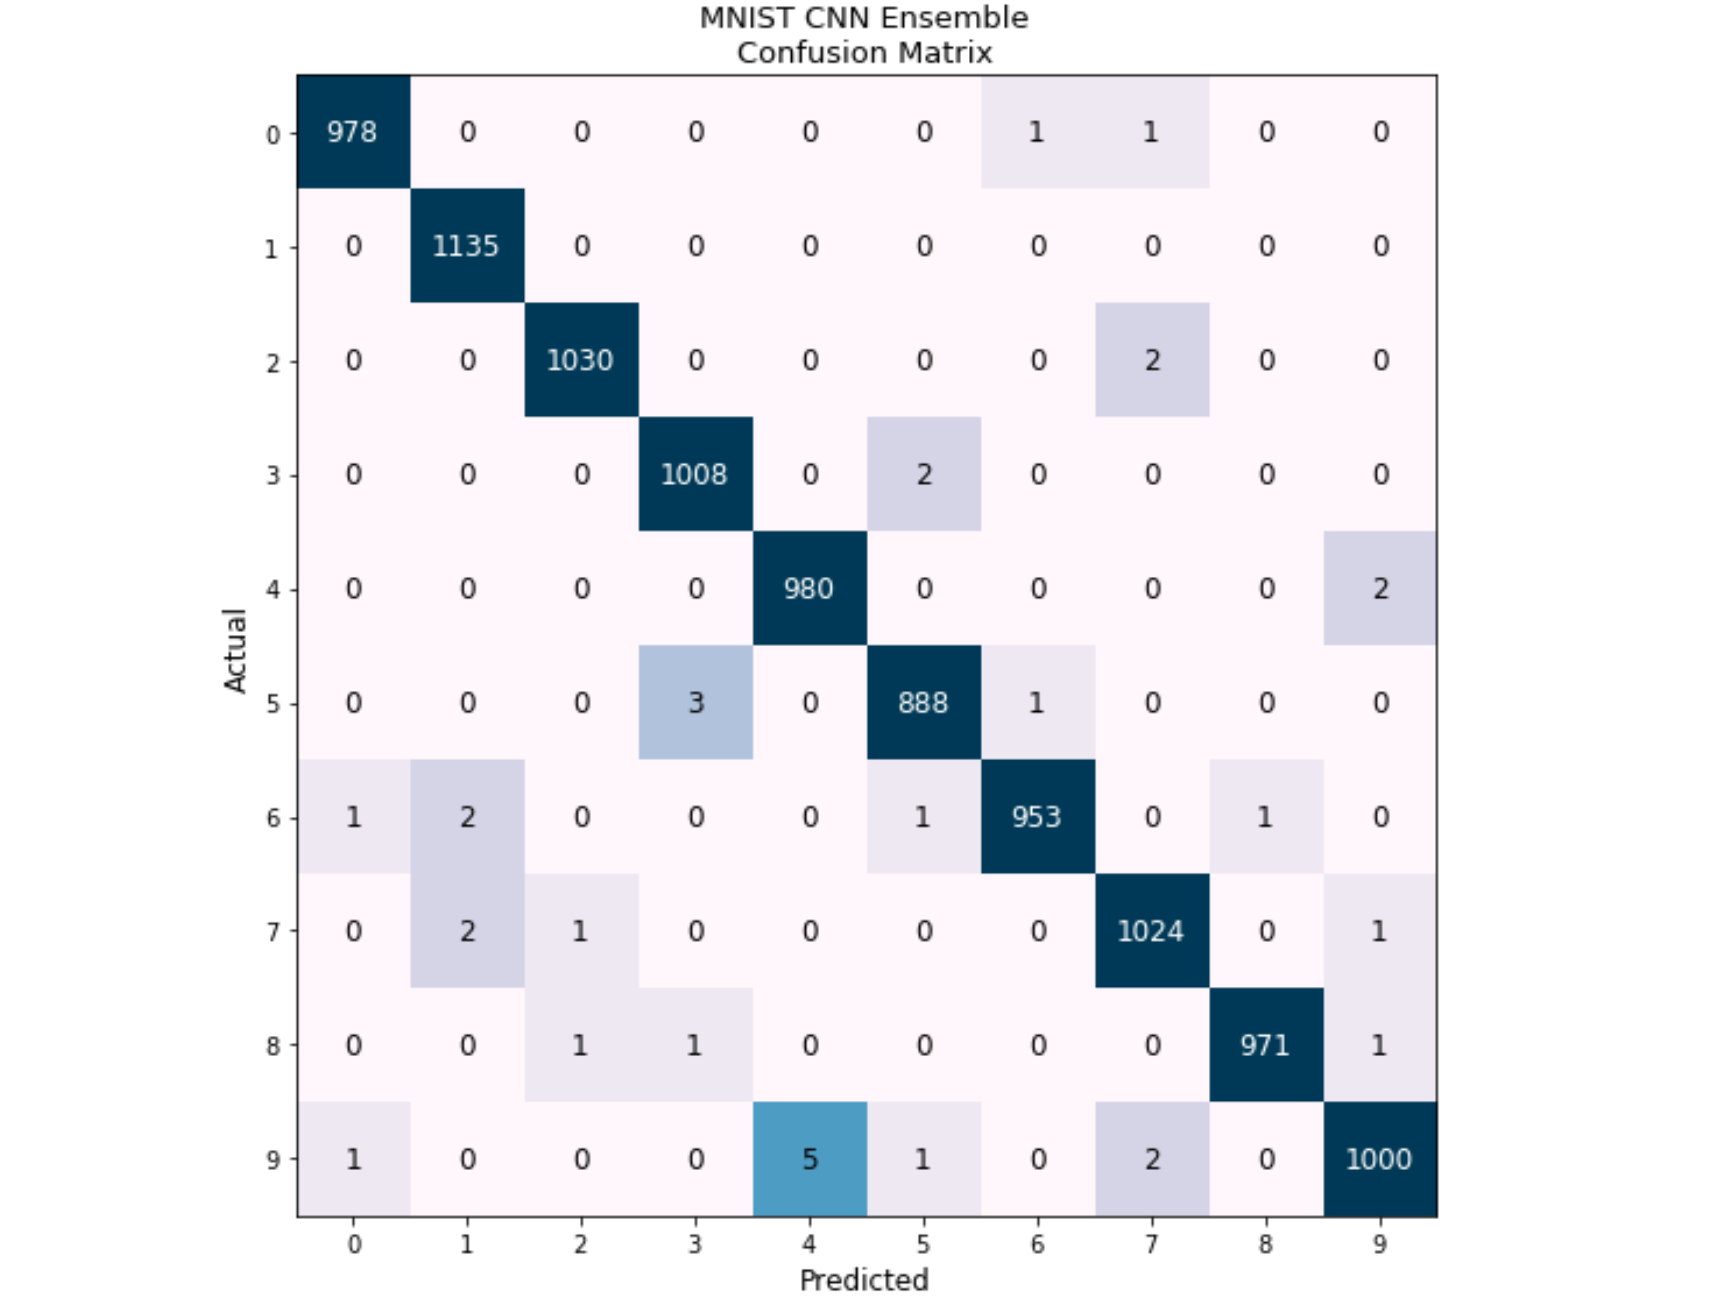 MNIST CNN Ensemble
Confusion Matrix
0 978 0 0 0 0 0 1 1 0 0
1 0 1135 0 0 0 0 0 0 0 0
2 0 0 1030 0 0 0 0 2 0 0
3 0 0 0 1008 0 2 0 0 0 0
4 0 0 0 0 980 0 0 0 0 2
Actual
5 0 0 0 3 0 888 1 0 0 0
6 1 2 0 0 0 1 953 0 1 0
7 0 2 1 0 0 0 0 1024 0 1
8 0 0 1 1 0 0 0 0 971 1
9 1 0 0 0 5 1 0 2 0 1000
0 1 2 3 4 5 6 7 8 9
Predicted